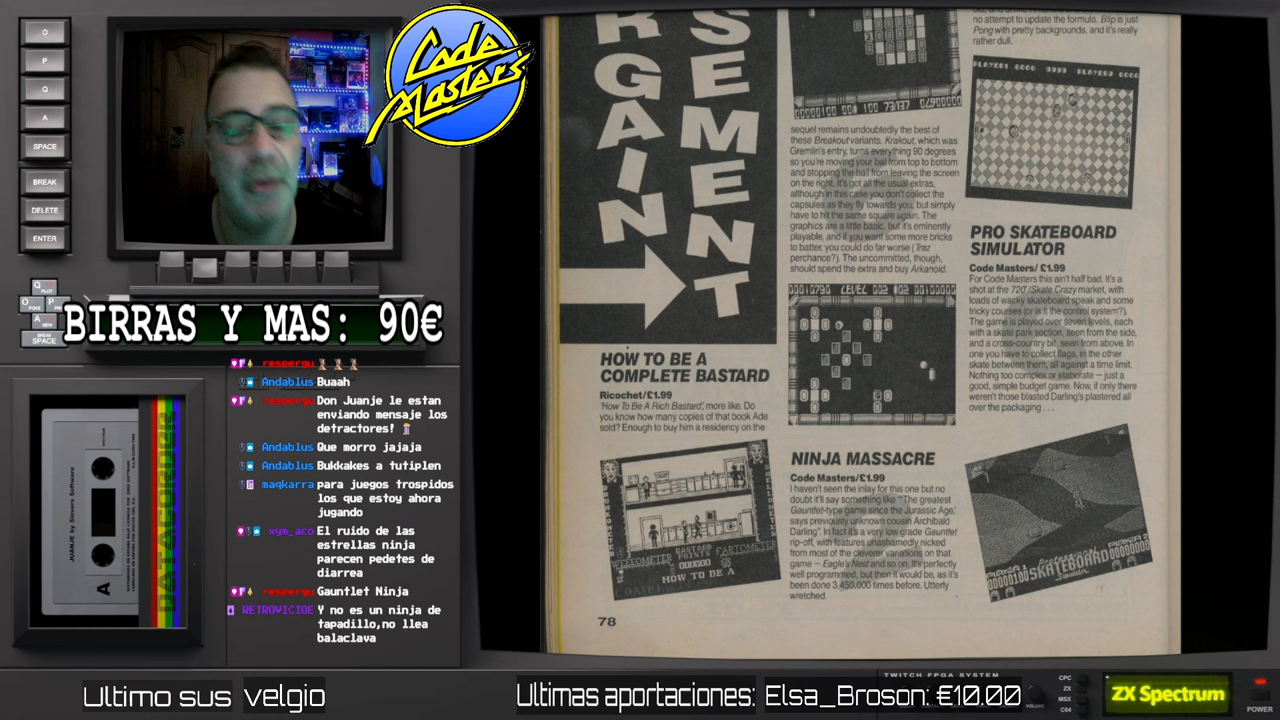 O
P
Q
A
SPACE
BREAK
DELETE
ENTER
Code
Masters
BIRRAS Y MAS: 90€
respergu
Andablus Buaah
respergu Don Juanje le estan
enviando mensaje los
detractores!
Andablus Que morro jajaja
Andablus Bukkakes a tutiplen
maqkarra para juegos trospidos
los que estoy ahora
jugando
xym_aco El ruido de las
estrellas ninja
parecen pedetes de
diarrea
respergu Gauntlet Ninja
RETROVICIOE Y no es un ninja de
tapadillo,no llea
balaclava
JUANJE by Sleevers Software
A
RGAIN
SEMENT
HOW TO BE A
COMPLETE BASTARD
Ricochet/£1.99
'How To Be A Rich Bastard', more like. Do
you know how many copies of that book Ade
sold? Enough to buy him a residency on the
HOW TO BE A
78
sequel remains undoubtedly the best of
these Breakout variants. Krakout, which was
Gremlin's entry, turns everything 90 degrees
so you're moving your bat from top to bottom
and stopping the ball from leaving the screen
on the right. It's got all the usual extras,
although in this case you don't collect the
capsules as they fly towards you, but simply
have to hit the same square again. The
graphics are a little basic, but it's eminently
playable, and if you want some more bricks
to batter, you could do far worse (Traz
perchance?). The uncommitted, though,
should spend the extra and buy Arkanoid.
NINJA MASSACRE
Code Masters/£1.99
I haven't seen the inlay for this one but no
doubt it'll say something like "'The greatest
Gauntlet-type game since the Jurassic Age,'
says previously unknown cousin Archibald
Darling". In fact it's a very low grade Gauntlet
rip-off, with features unashamedly nicked
from most of the cleverer variations on that
game — Eagle's Nest and so on. It's perfectly
well programmed, but then it would be, as it's
been done 3,450,000 times before. Utterly
wretched.
no attempt to update the formula. Blip is just
Pong with pretty backgrounds, and it's really
rather dull.
PLAYER1 0000 9999 PLAYER2 0000
PRO SKATEBOARD
SIMULATOR
Code Masters/£1.99
For Code Masters this ain't half bad. It's a
shot at the 720°/Skate Crazy market, with
loads of wacky skateboard speak and some
tricky courses (or is it the control system?).
The game is played over seven levels, each
with a skate park section, seen from the side,
and a cross-country bit, seen from above. In
one you have to collect flags, in the other
skate between them, all against a time limit.
Nothing too complex or elaborate — just a
good, simple budget game. Now, if only there
weren't those blasted Darling's plastered all
over the packaging . . .
SKATEBOARD
Ultimo sus velgio
Ultimas aportaciones: Elsa_Broson: €10.00
TWITCH FPGA SYSTEM
CPC
ZX
MSX
C64
ZX Spectrum
POWER